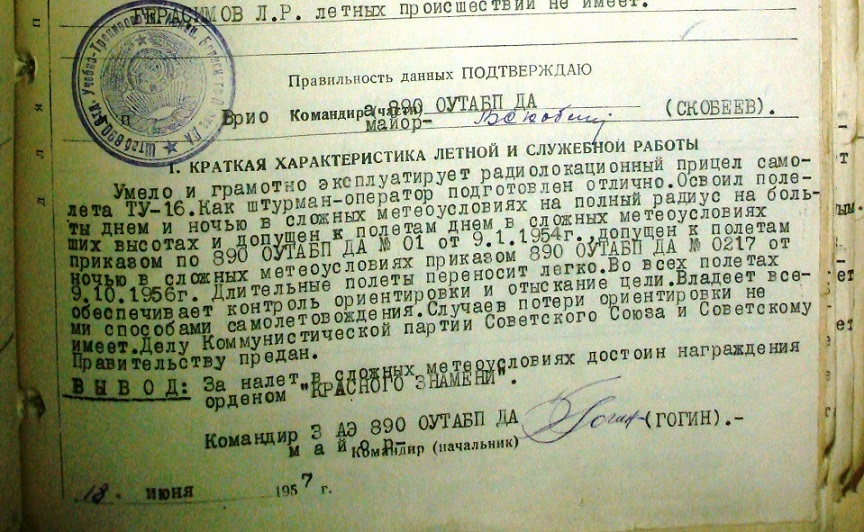 ГЕРАСИМОВ Л.Р. летных происшествий не имеет.
Правильность данных ПОДТВЕРЖДАЮ
Врио Командира 890 ОУТАБП ДА
(части)
майор- (СКОБЕЕВ).
1. КРАТКАЯ ХАРАКТЕРИСТИКА ЛЕТНОЙ И СЛУЖЕБНОЙ РАБОТЫ
Умело и грамотно эксплуатирует радиолокационный прицел само-
лета ТУ-16.Как штурман-оператор подготовлен отлично.Освоил поле-
ты днем и ночью в сложных метеоусловиях на полный радиус на боль-
ших высотах и допущен к полетам днем в сложных метеоусловиях
приказом по 890 ОУТАБП ДА № 01 от 9.1.1954г.,допущен к полетам
ночью в сложных метеоусловиях приказом 890 ОУТАБП ДА № 0217 от
9.10.1956г. Длительные полеты переносит легко.Во всех полетах
обеспечивает контроль ориентировки и отыскание цели.Владеет все-
ми способами самолетовождения.Случаев потери ориентировки не
имеет.Делу Коммунистической партии Советского Союза и Советскому
Правительству предан.
ВЫВОД: За налет в сложных метеоусловиях достоин награждения
орденом "КРАСНОГО ЗНАМЕНИ".
Командир 3 АЭ 890 ОУТАБП ДА
майор- (ГОГИН).-
Командир (начальник)
18. июня 1957 г.